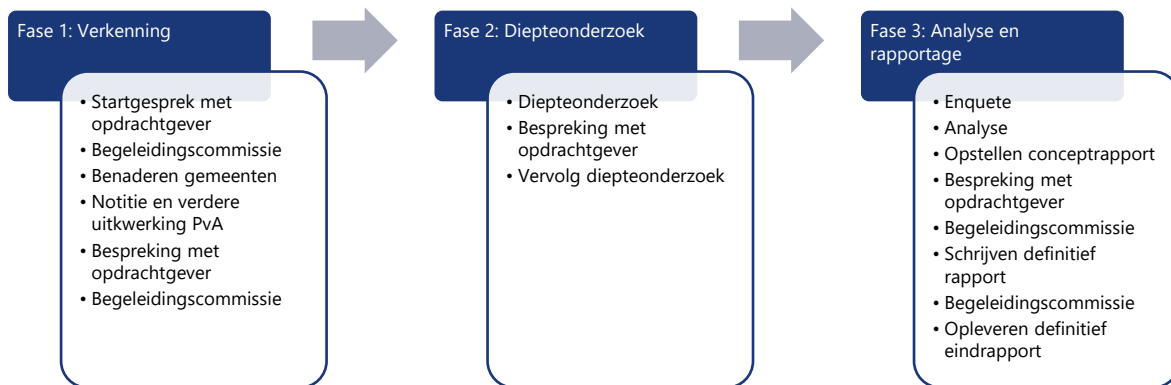 Fase 1: Verkenning
• Startgesprek met
opdrachtgever
• Begeleidingscommissie
• Benaderen gemeenten
• Notitie en verdere
uitkwerking PvA
• Bespreking met
opdrachtgever
• Begeleidingscommissie
Fase 2: Diepteonderzoek
• Diepteonderzoek
• Bespreking met
opdrachtgever
• Vervolg diepteonderzoek
Fase 3: Analyse en
rapportage
• Enquete
• Analyse
• Opstellen conceptrapport
• Bespreking met
opdrachtgever
• Begeleidingscommissie
• Schrijven definitief
rapport
• Begeleidingscommissie
• Opleveren definitief
eindrapport